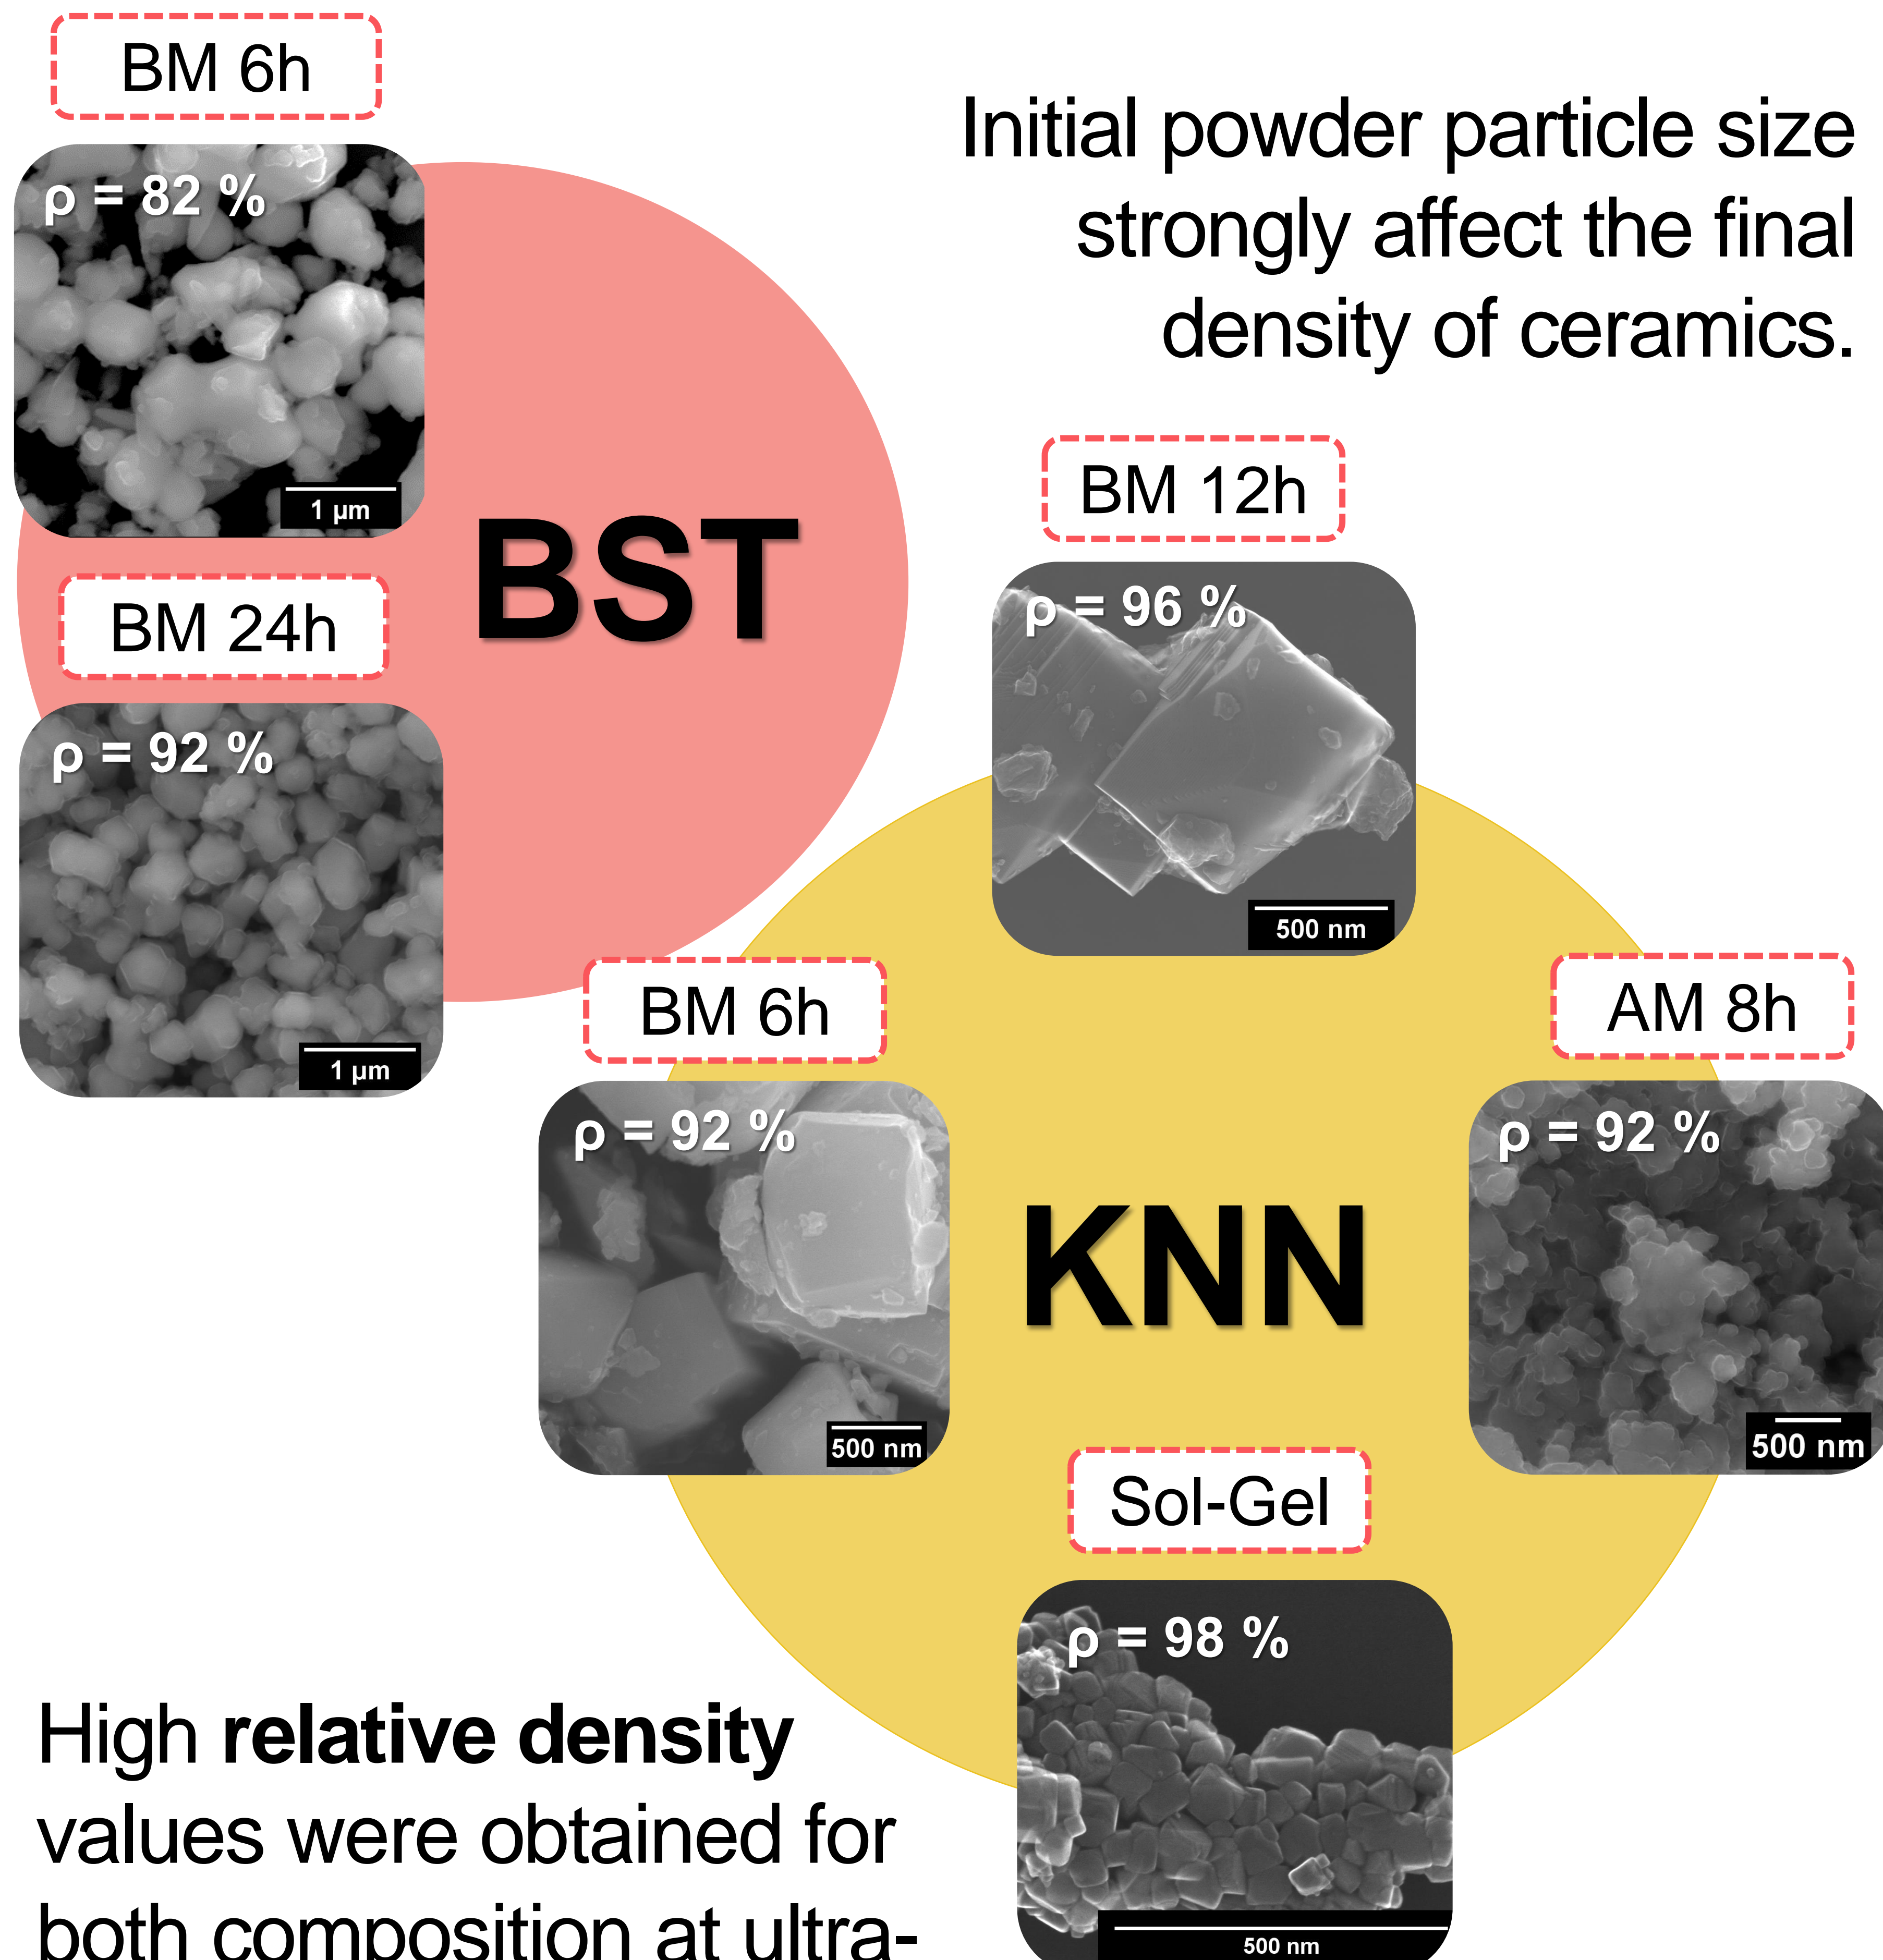 BM 6h
ρ = 82 %
1 µm
Initial powder particle size
strongly affect the final
density of ceramics.
BST
BM 24h
ρ = 92 %
1 µm
BM 12h
ρ = 96 %
500 nm
BM 6h
ρ = 92 %
500 nm
KNN
AM 8h
ρ = 92 %
500 nm
Sol-Gel
ρ = 98 %
500 nm
High relative density
values were obtained for
both composition at ultra-